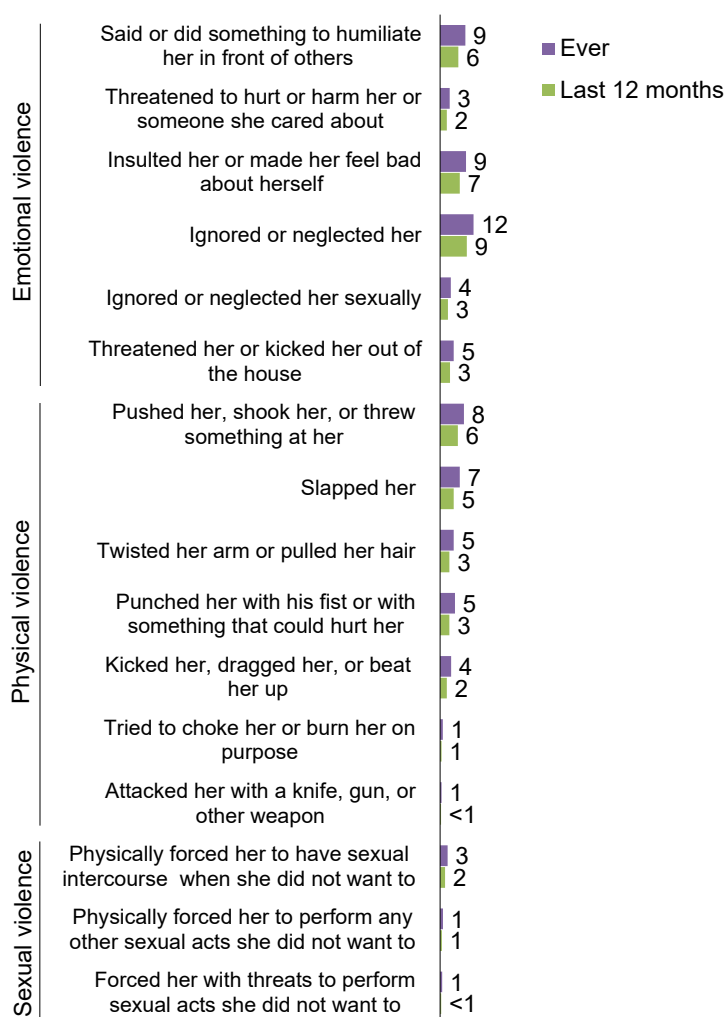 Ever
Last 12 months
Emotional violence
Said or did something to humiliate
her in front of others
9
6
Threatened to hurt or harm her or
someone she cared about
3
2
Insulted her or made her feel bad
about herself
9
7
Ignored or neglected her
12
9
Ignored or neglected her sexually
4
3
Threatened her or kicked her out of
the house
5
3
Physical violence
Pushed her, shook her, or threw
something at her
8
6
Slapped her
7
5
Twisted her arm or pulled her hair
5
3
Punched her with his fist or with
something that could hurt her
5
3
Kicked her, dragged her, or beat
her up
4
2
Tried to choke her or burn her on
purpose
1
1
Attacked her with a knife, gun, or
other weapon
1
<1
Sexual violence
Physically forced her to have sexual
intercourse when she did not want to
3
2
Physically forced her to perform any
other sexual acts she did not want to
1
1
Forced her with threats to perform
sexual acts she did not want to
1
<1